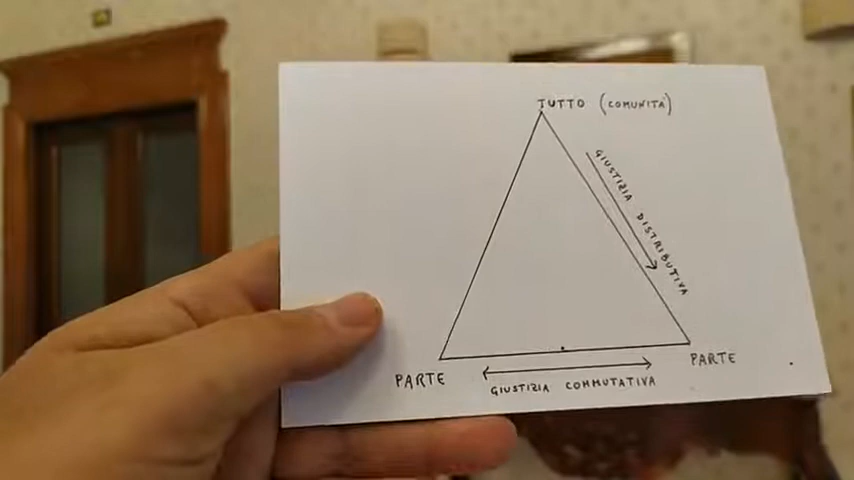 TUTTO (COMUNITÀ)
GIUSTIZIA DISTRIBUTIVA
PARTE
PARTE
GIUSTIZIA COMMUTATIVA